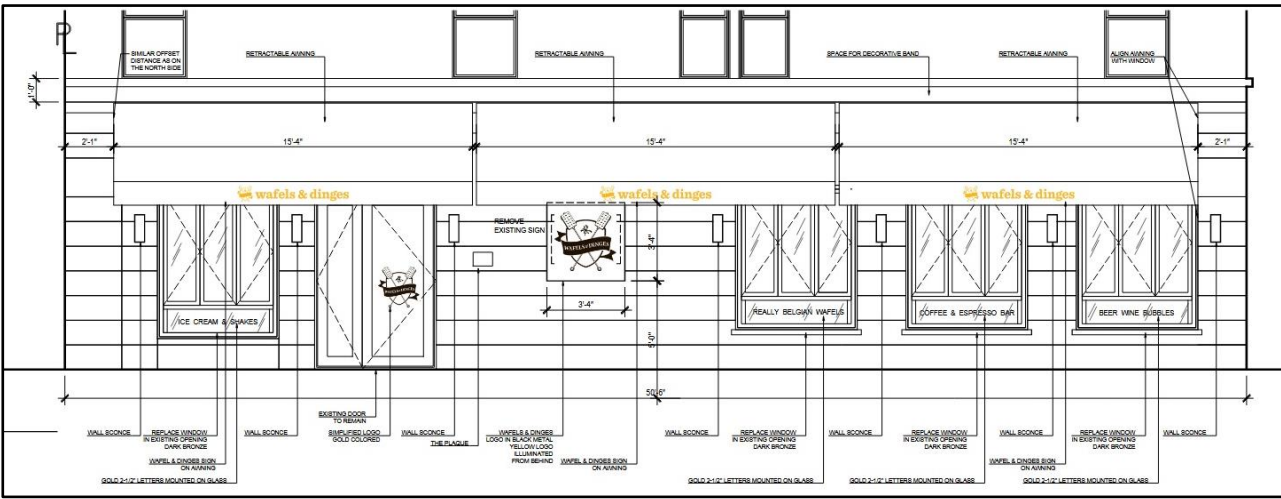 P
L
SIMILAR OFFSET
DISTANCE AS ON
THE NORTH SIDE
RETRACTABLE AWNING
RETRACTABLE AWNING
SPACE FOR DECORATIVE BAND
RETRACTABLE AWNING
ALIGN AWNING
WITH WINDOW
1'-0"
2'-1"
15'-4"
15'-4"
15'-4"
2'-1"
wafels & dinges
wafels & dinges
wafels & dinges
REMOVE
EXISTING SIGN
WAFELS & DINGES
3'-4"
WAFELS & DINGES
3'-4"
5'-0"
ICE CREAM & SHAKES
REALLY BELGIAN WAFELS
COFFEE & ESPRESSO BAR
BEER WINE BUBBLES
50'-6"
WALL SCONCE
REPLACE WINDOW
IN EXISTING OPENING
DARK BRONZE
WALL SCONCE
EXISTING DOOR
TO REMAIN
SIMPLIFIED LOGO
GOLD COLORED
WALL SCONCE
THE PLAQUE
WAFELS & DINGES
LOGO IN BLACK METAL
YELLOW LOGO
ILLUMINATED
FROM BEHIND
WALL SCONCE
REPLACE WINDOW
IN EXISTING OPENING
DARK BRONZE
WALL SCONCE
REPLACE WINDOW
IN EXISTING OPENING
DARK BRONZE
WALL SCONCE
REPLACE WINDOW
IN EXISTING OPENING
DARK BRONZE
WALL SCONCE
WAFEL & DINGES SIGN
ON AWNING
WAFEL & DINGES SIGN
ON AWNING
WAFEL & DINGES SIGN
ON AWNING
GOLD 2-1/2" LETTERS MOUNTED ON GLASS
GOLD 2-1/2" LETTERS MOUNTED ON GLASS
GOLD 2-1/2" LETTERS MOUNTED ON GLASS
GOLD 2-1/2" LETTERS MOUNTED ON GLASS